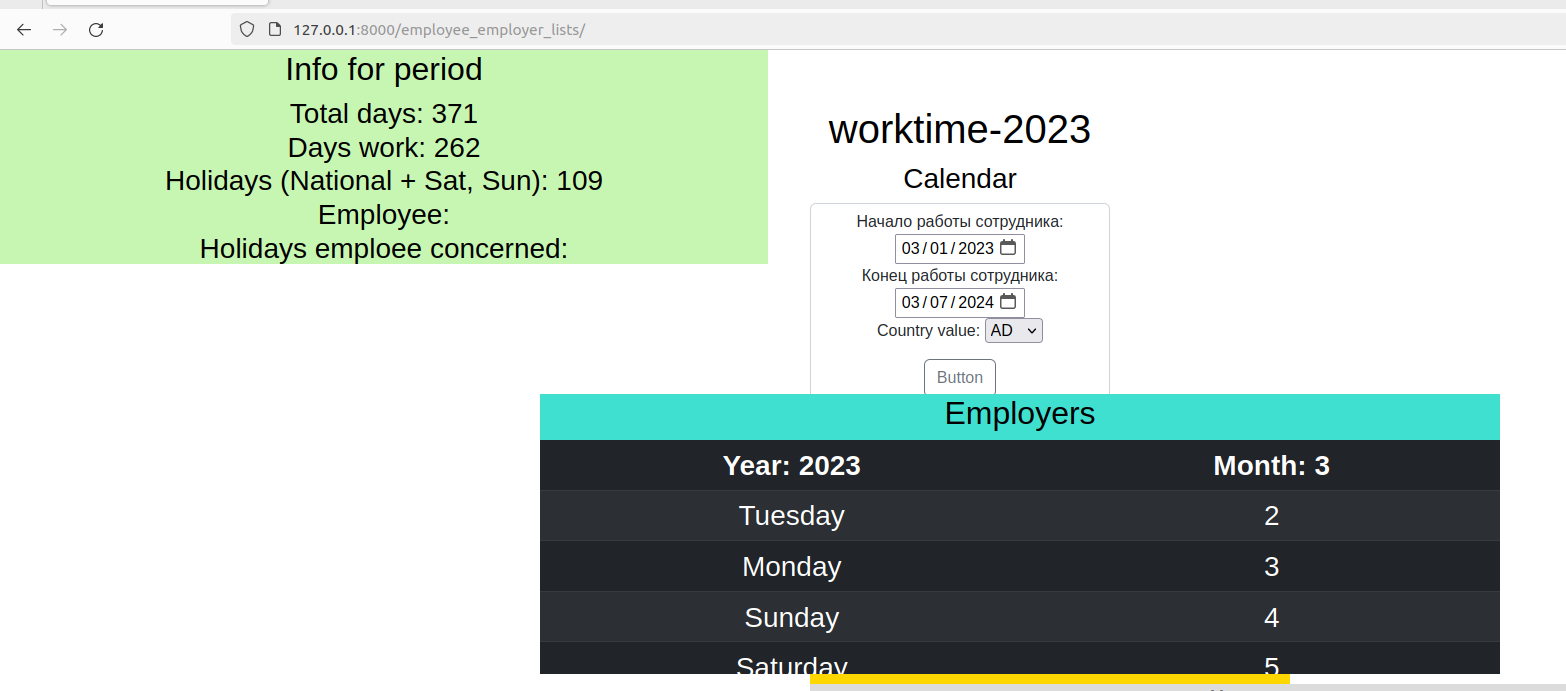 127.0.0.1:8000/employee_employer_lists/
Info for period
Total days: 371
Days work: 262
Holidays (National + Sat, Sun): 109
Employee:
Holidays emploee concerned:
worktime-2023
Calendar
Начало работы сотрудника:
03/01/2023
Конец работы сотрудника:
03/07/2024
Country value: AD
Button
Employers
Year: 2023 Month: 3
Tuesday 2
Monday 3
Sunday 4
Saturday 5